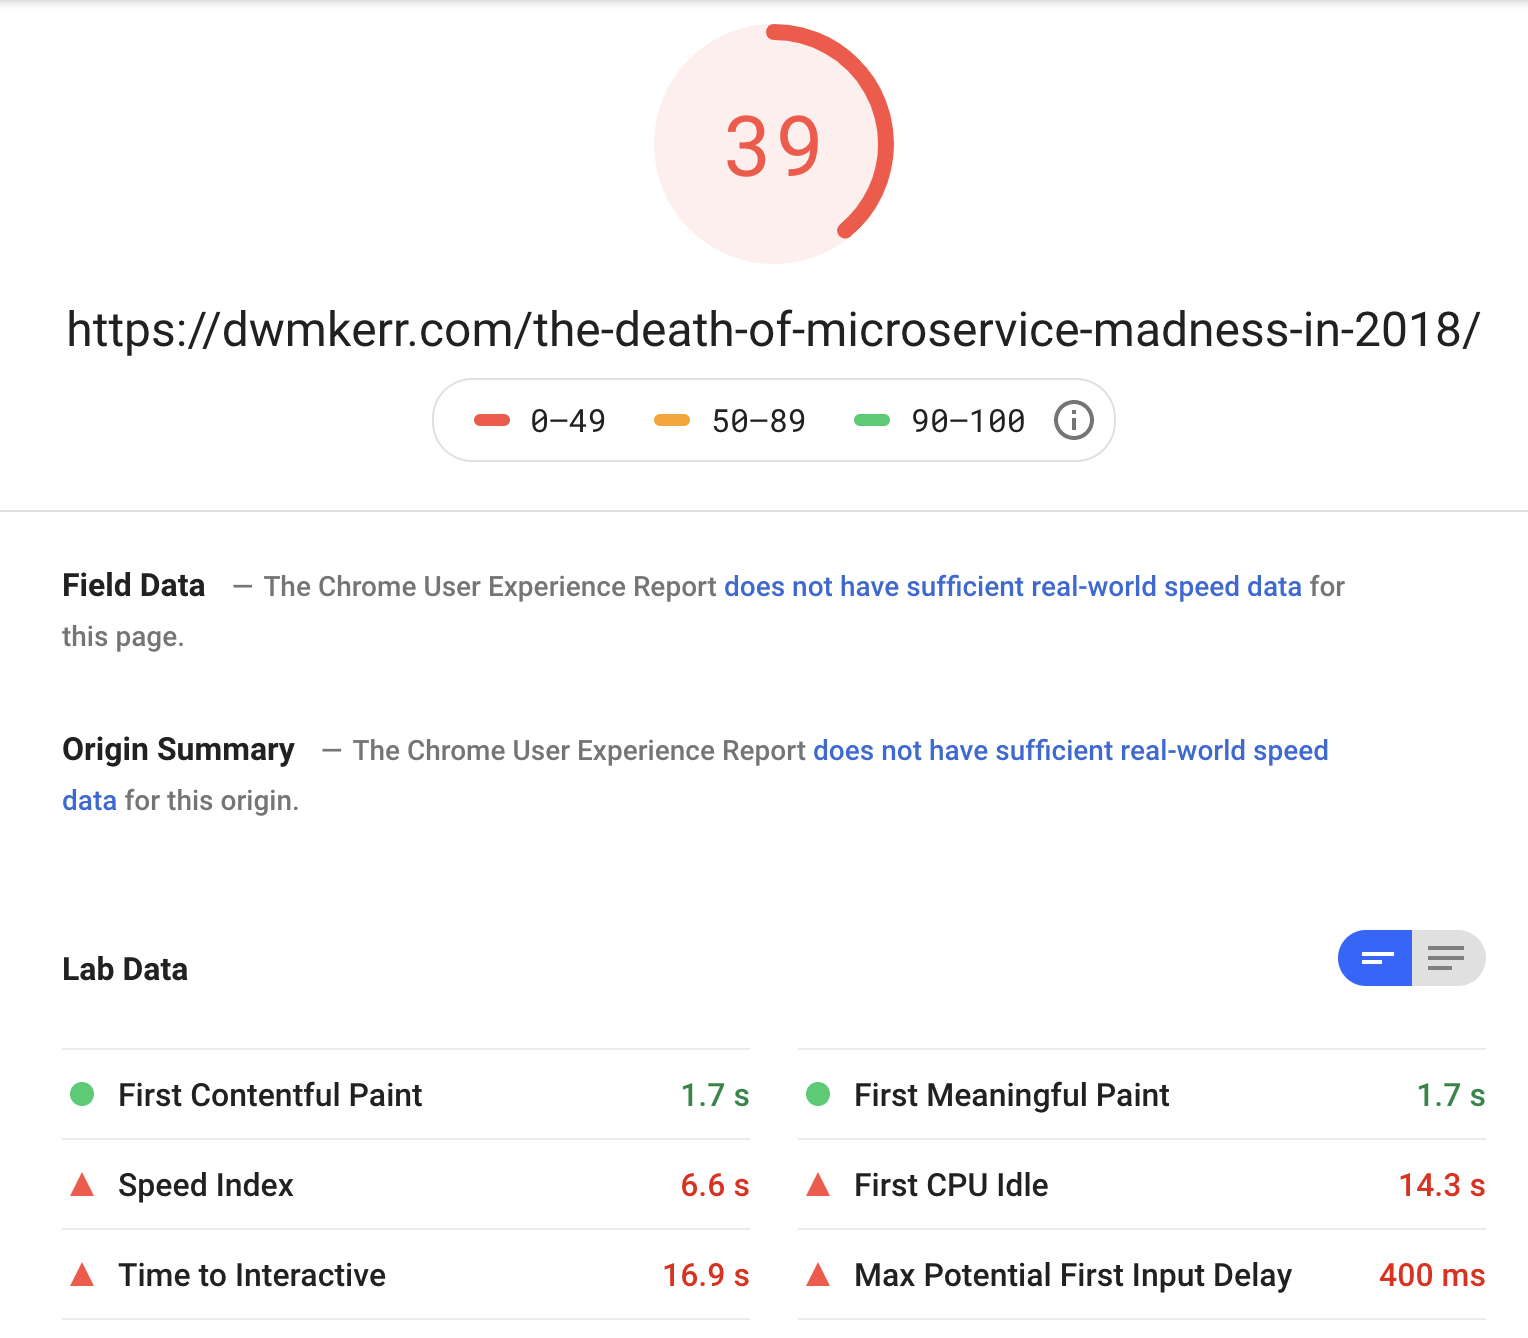 39
https://dwmkerr.com/the-death-of-microservice-madness-in-2018/
0–49 50–89 90–100
Field Data — The Chrome User Experience Report does not have sufficient real-world speed data for
this page.
Origin Summary — The Chrome User Experience Report does not have sufficient real-world speed
data for this origin.
Lab Data
First Contentful Paint 1.7 s First Meaningful Paint 1.7 s
Speed Index 6.6 s First CPU Idle 14.3 s
Time to Interactive 16.9 s Max Potential First Input Delay 400 ms